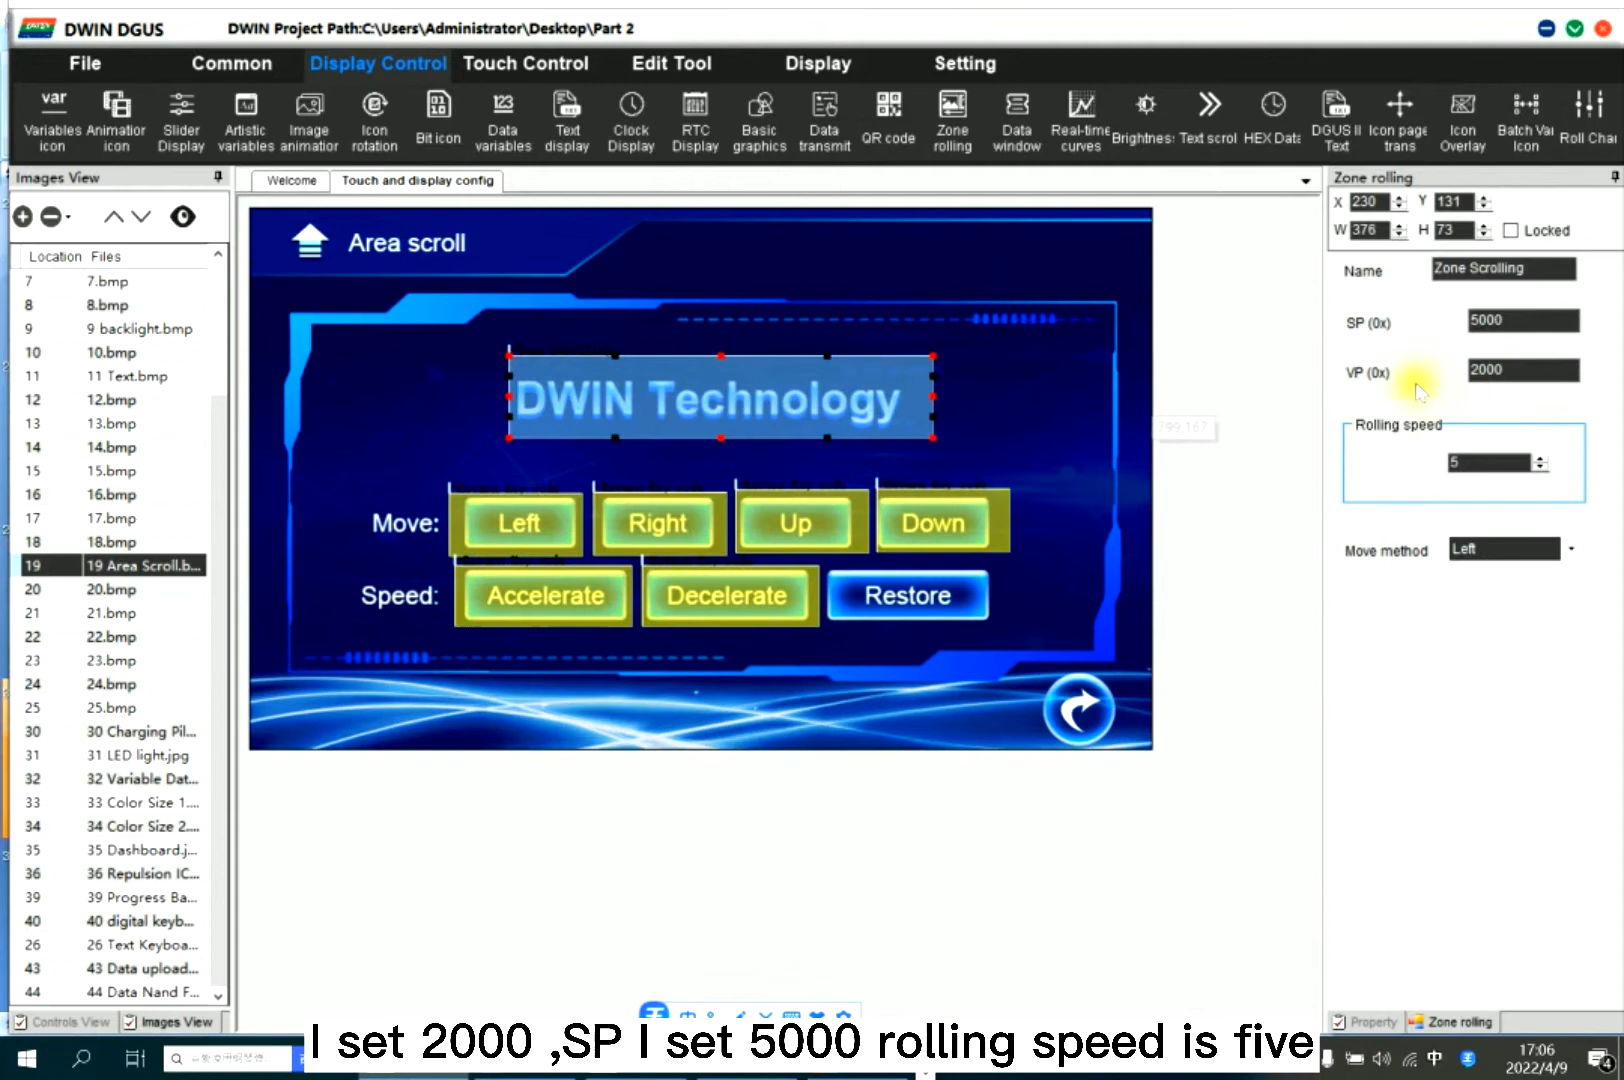 DWIN DGUS
DWIN Project Path:C:\Users\Administrator\Desktop\Part 2
File Common Display Control Touch Control Edit Tool Display Setting
Variables icon
Animation icon
Slider Display
Artistic variables
Image animation
Icon rotation
Bit icon
Data variables
Text display
Clock Display
RTC Display
Basic graphics
Data transmit
QR code
Zone rolling
Data window
Real-time curves
Brightnes:
Text scrol
HEX Data
DGUS II Text
Icon page trans
Icon Overlay
Batch Va Icon
Roll Cha
Images View
Location Files
7 7.bmp
8 8.bmp
9 9 backlight.bmp
10 10.bmp
11 11 Text.bmp
12 12.bmp
13 13.bmp
14 14.bmp
15 15.bmp
16 16.bmp
17 17.bmp
18 18.bmp
19 19 Area Scroll.b...
20 20.bmp
21 21.bmp
22 22.bmp
23 23.bmp
24 24.bmp
25 25.bmp
30 30 Charging Pil...
31 31 LED light.jpg
32 32 Variable Dat...
33 33 Color Size 1....
34 34 Color Size 2....
35 35 Dashboard.j...
36 36 Repulsion IC...
39 39 Progress Ba...
40 40 digital keyb...
26 26 Text Keyboa...
43 43 Data upload...
44 44 Data Nand F...
Controls View Images View
Welcome Touch and display config
Area scroll
DWIN Technology
Move: Left Right Up Down
Speed: Accelerate Decelerate Restore
799,167
Zone rolling
X 230 Y 131
W 376 H 73 Locked
Name Zone Scrolling
SP (0x) 5000
VP (0x) 2000
Rolling speed
5
Move method Left
Property Zone rolling
I set 2000 ,SP I set 5000 rolling speed is five
中
17:06
2022/4/9
4